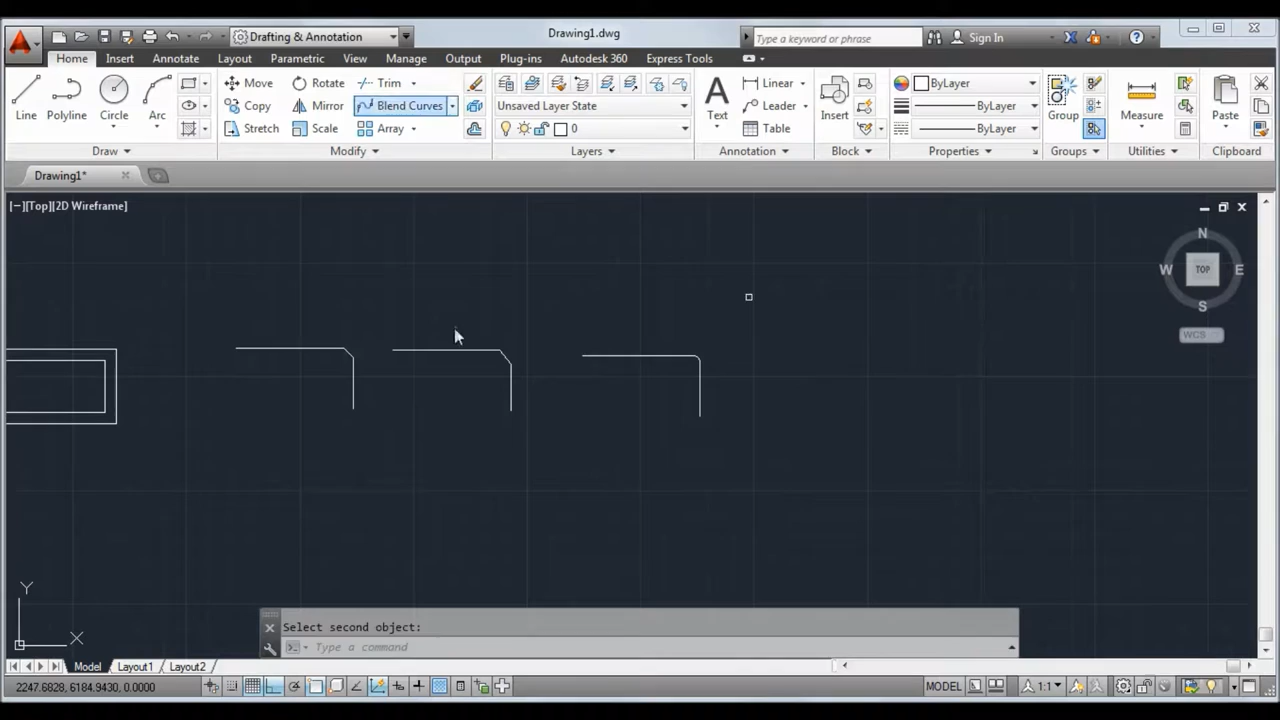 Drafting & Annotation
Drawing1.dwg
Type a keyword or phrase
Sign In
Home Insert Annotate Layout Parametric View Manage Output Plug-ins Autodesk 360 Express Tools
Line Polyline Circle Arc
Move Rotate Trim
Copy Mirror Blend Curves
Stretch Scale Array
Unsaved Layer State
0
Text
Linear
Leader
Table
Insert
ByLayer
ByLayer
ByLayer
Group
Measure
Paste
Draw Modify Layers Annotation Block Properties Groups Utilities Clipboard
Drawing1*
[−][Top][2D Wireframe]
N
W TOP E
S
WCS
Y
X
Select second object:
Type a command
Model Layout1 Layout2
2247.6828, 6184.9430, 0.0000
MODEL
1:1